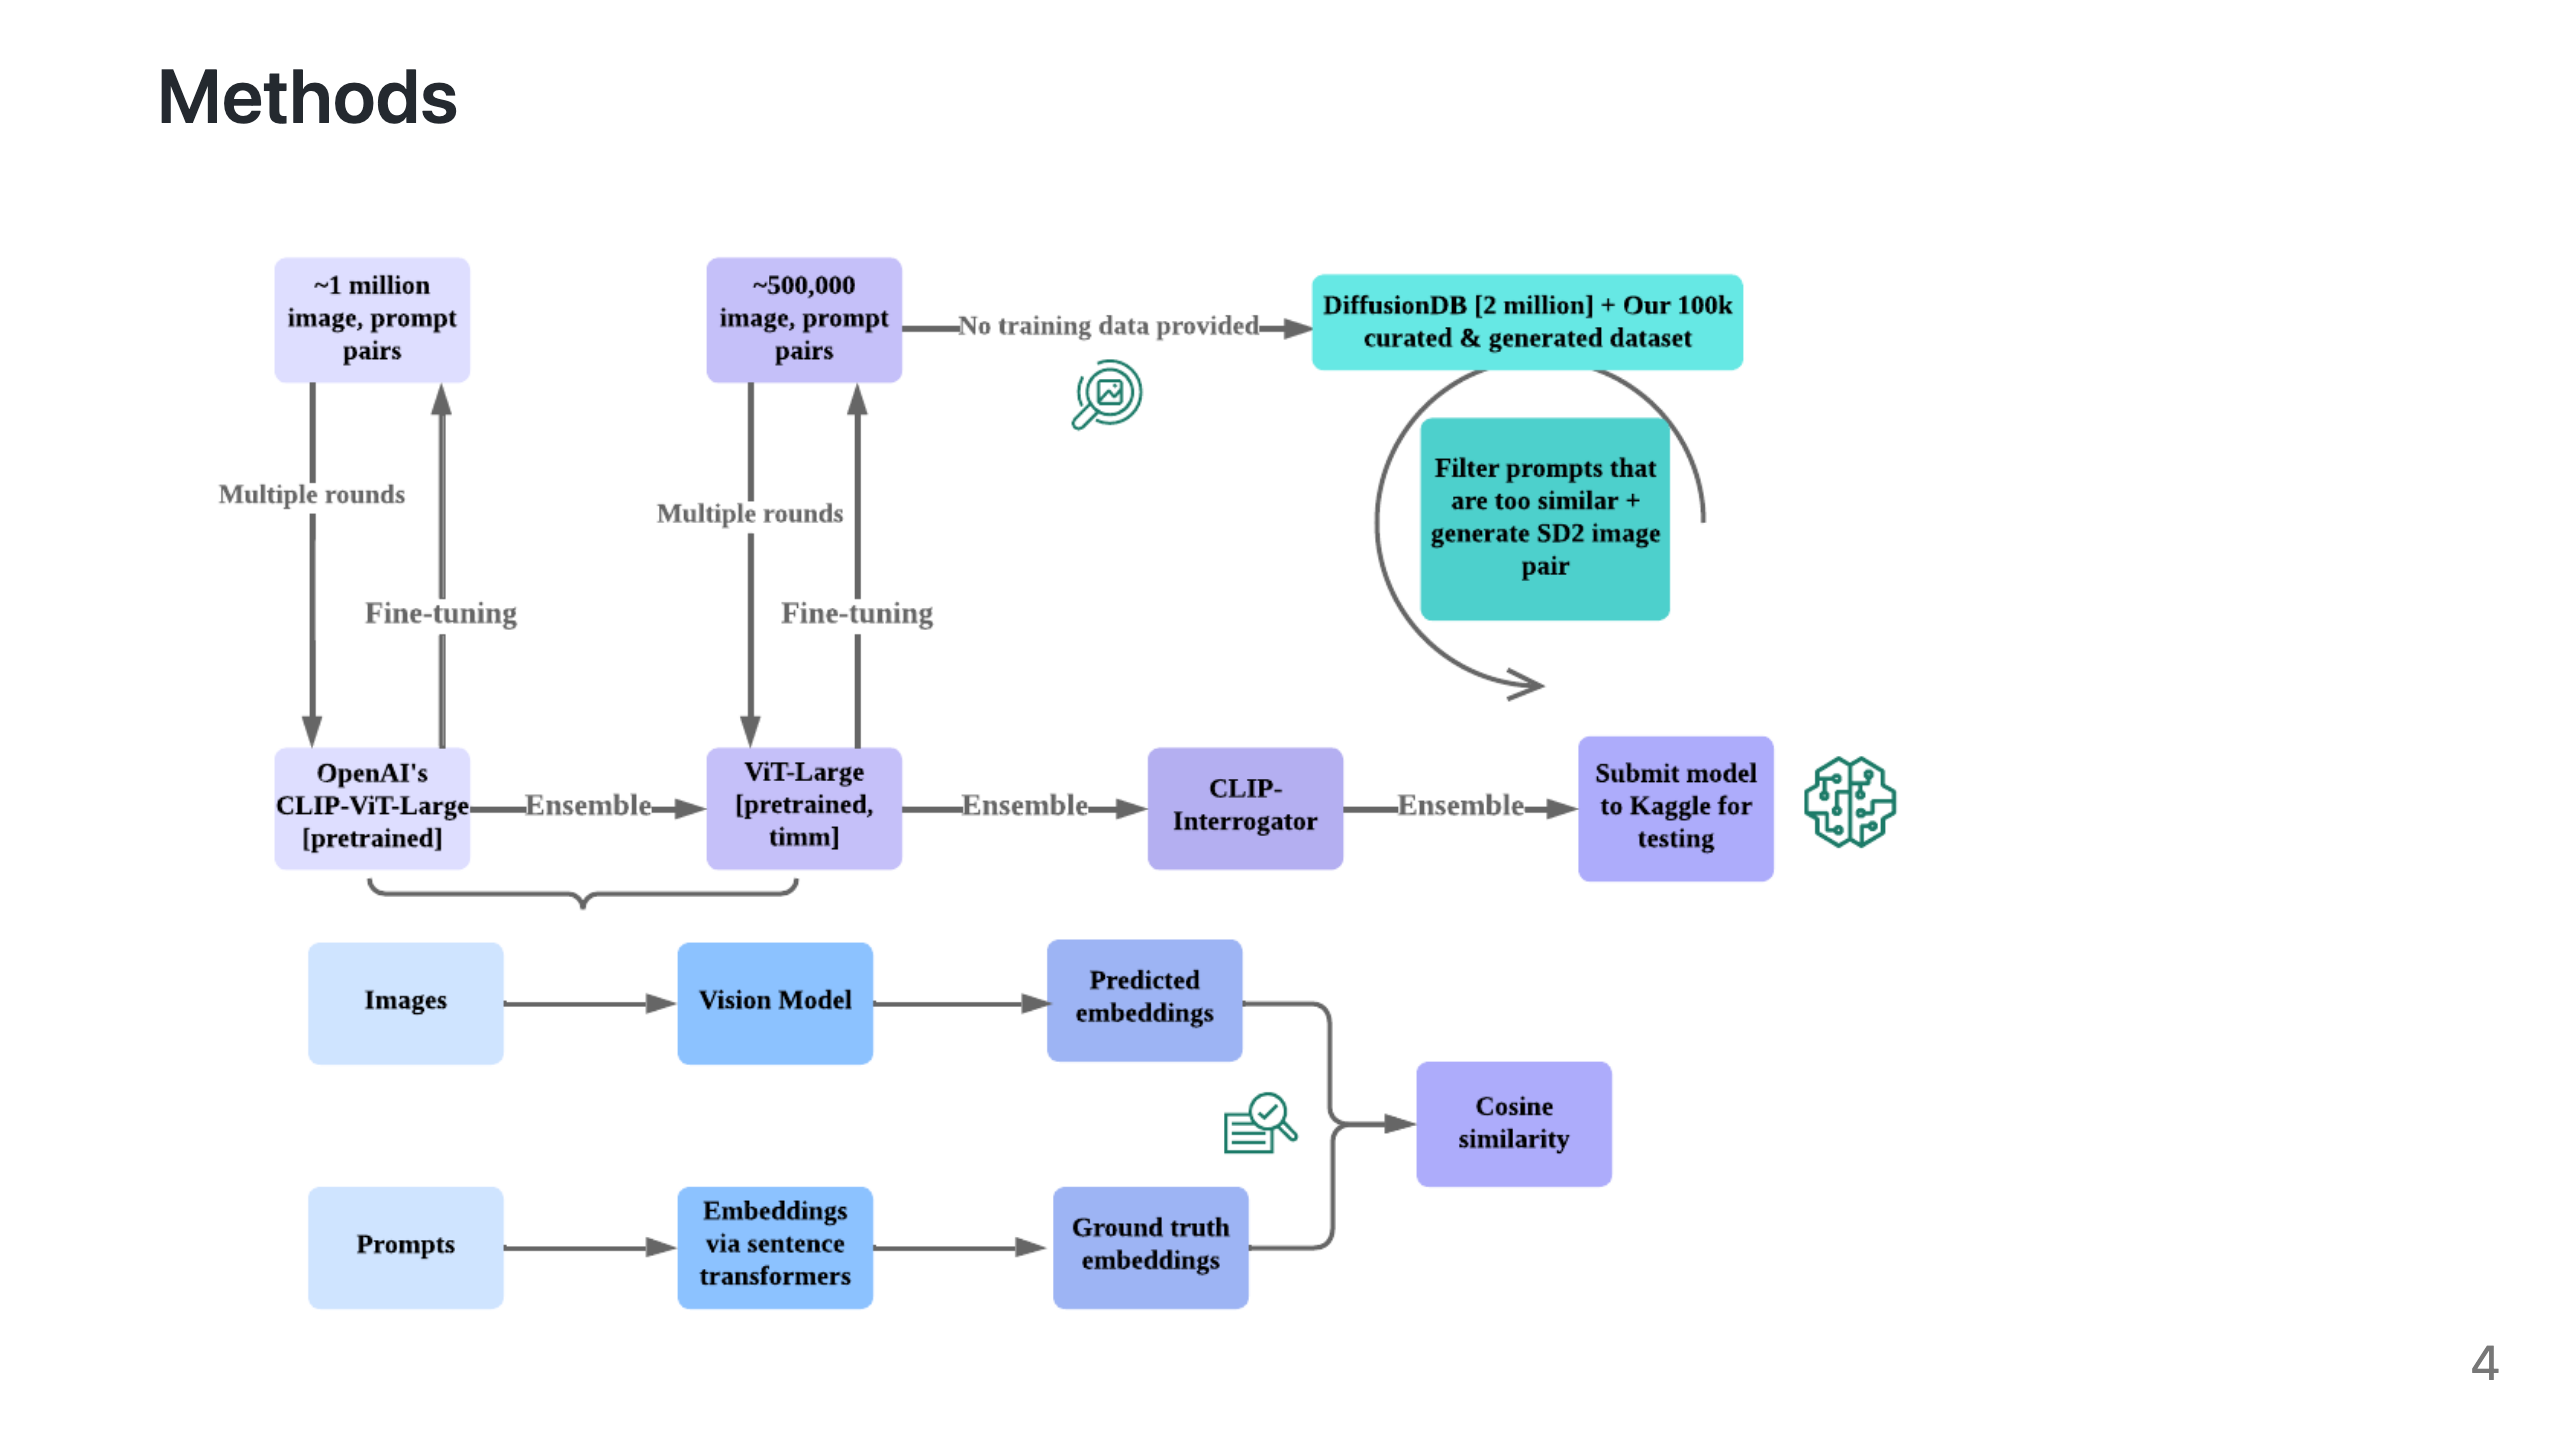 Methods
~1 million
image, prompt
pairs
~500,000
image, prompt
pairs
No training data provided
DiffusionDB [2 million] + Our 100k
curated & generated dataset
Filter prompts that
are too similar +
generate SD2 image
pair
Multiple rounds
Fine-tuning
Multiple rounds
Fine-tuning
OpenAI's
CLIP-ViT-Large
[pretrained]
Ensemble
ViT-Large
[pretrained,
timm]
Ensemble
CLIP-
Interrogator
Ensemble
Submit model
to Kaggle for
testing
Images
Vision Model
Predicted
embeddings
Cosine
similarity
Prompts
Embeddings
via sentence
transformers
Ground truth
embeddings
4